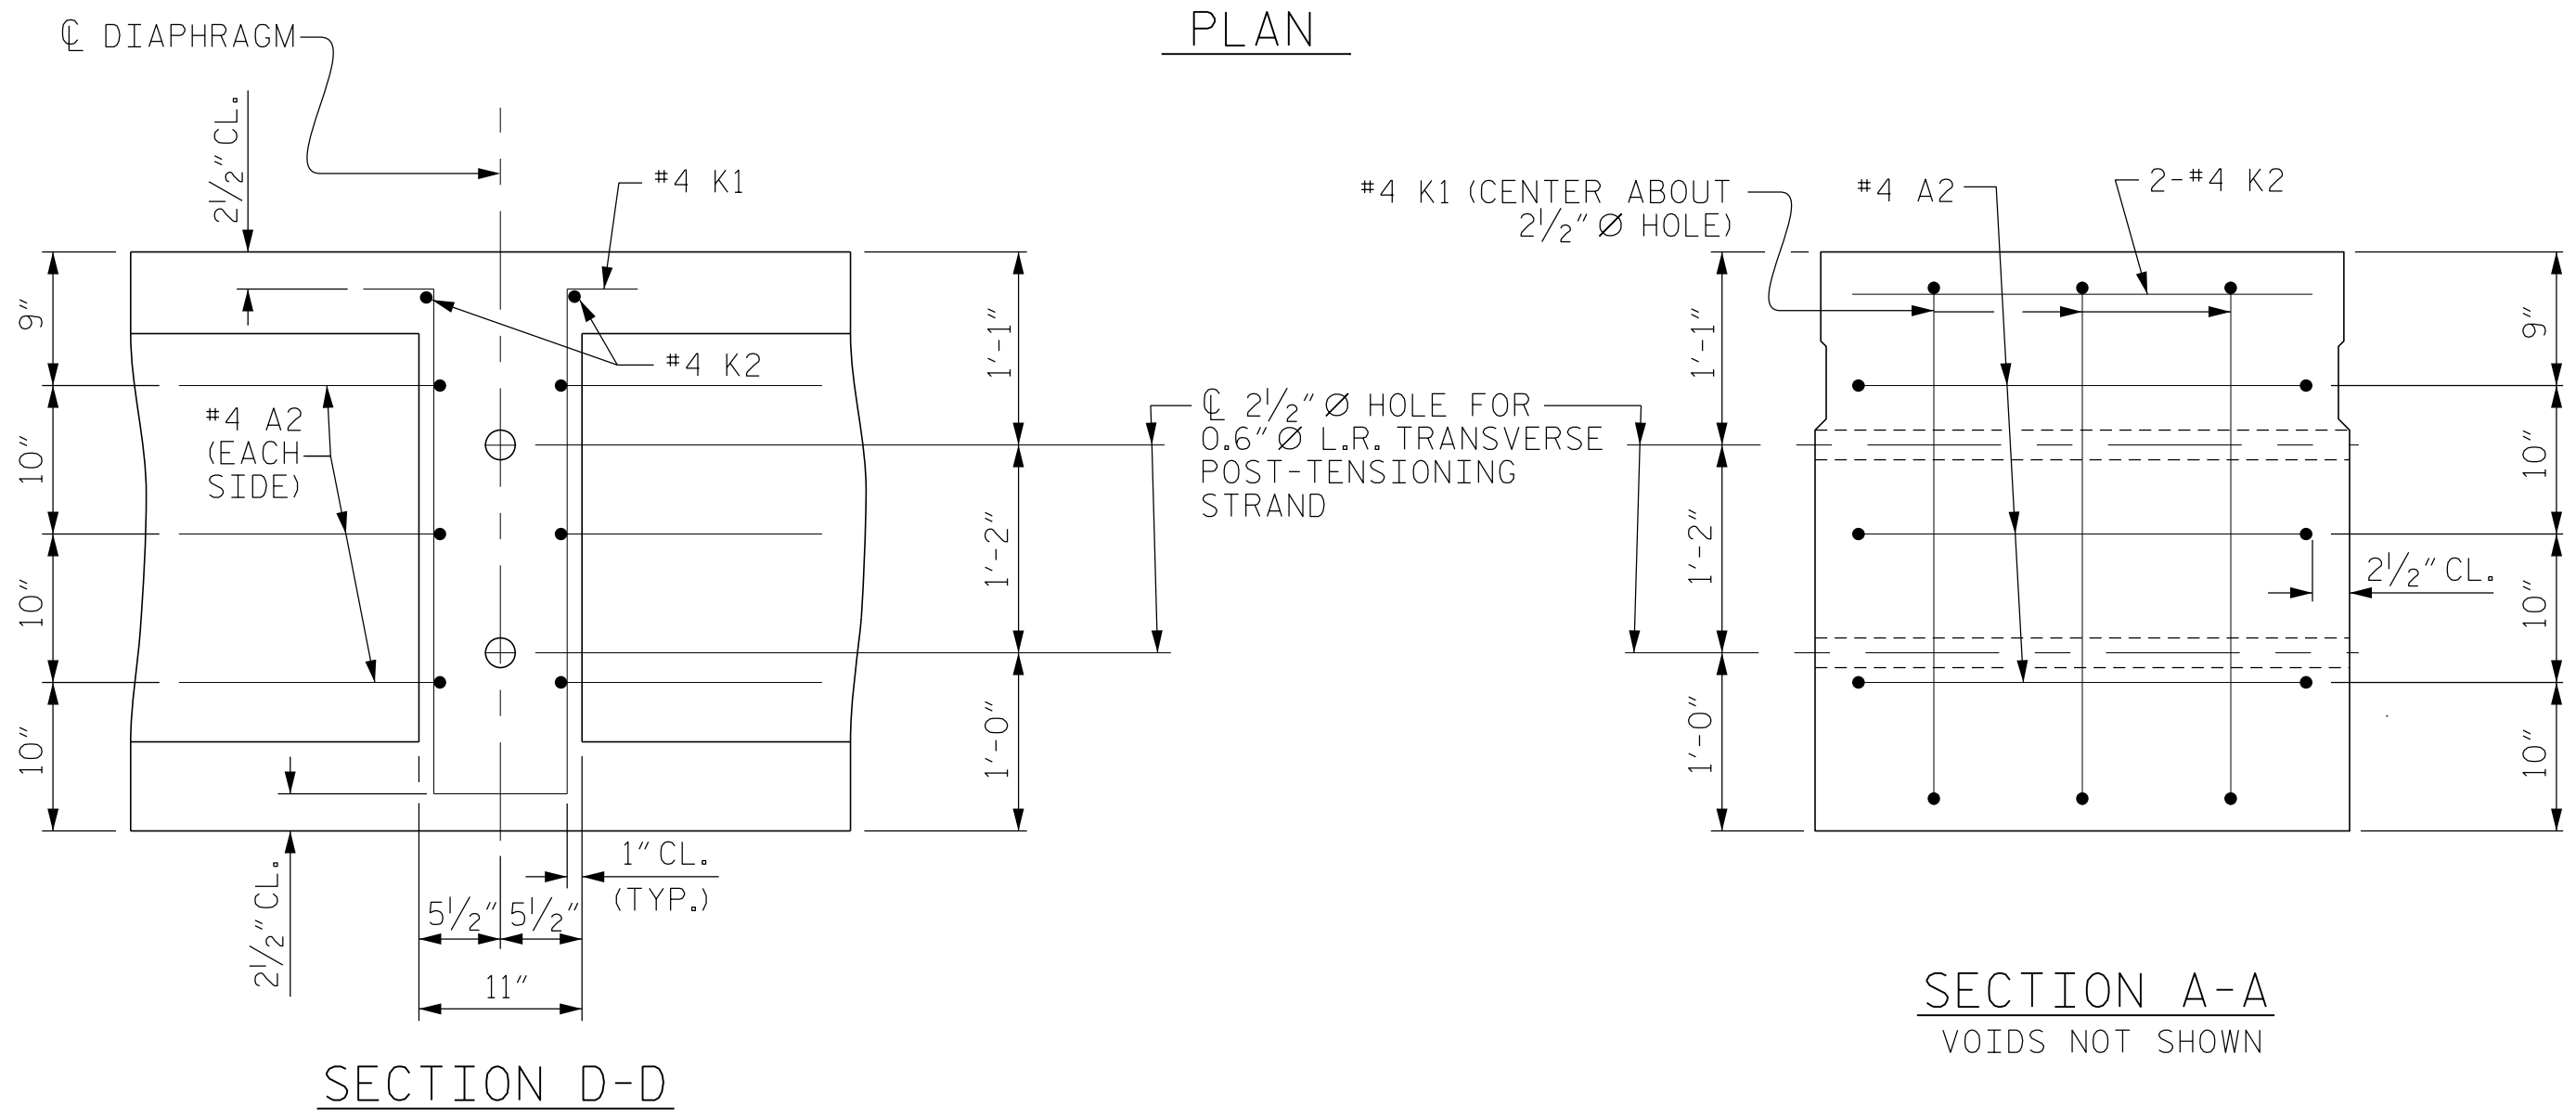 PLAN
℄ DIAPHRAGM
2½" CL.
#4 K1
#4 K2
9"
10"
10"
10"
#4 A2
(EACH
SIDE)
1'-1"
1'-2"
1'-0"
2½" CL.
1" CL.
(TYP.)
5½"
5½"
11"
SECTION D-D
℄ 2½" Ø HOLE FOR
0.6" Ø L.R. TRANSVERSE
POST-TENSIONING
STRAND
#4 K1 (CENTER ABOUT
2½" Ø HOLE)
#4 A2
2-#4 K2
1'-1"
1'-2"
1'-0"
9"
10"
10"
10"
2½" CL.
SECTION A-A
VOIDS NOT SHOWN